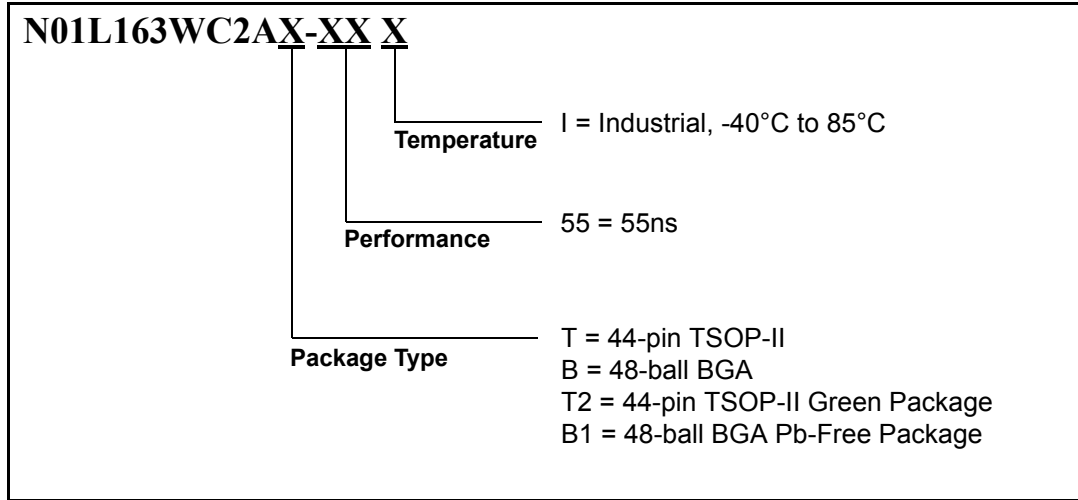 N01L163WC2AX-XX X
Temperature
I = Industrial, -40°C to 85°C
Performance
55 = 55ns
Package Type
T = 44-pin TSOP-II
B = 48-ball BGA
T2 = 44-pin TSOP-II Green Package
B1 = 48-ball BGA Pb-Free Package